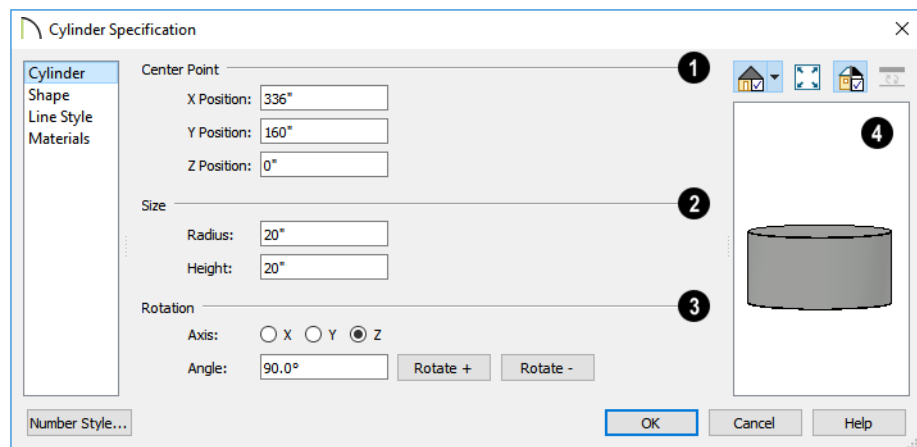 Cylinder Specification
Cylinder
Shape
Line Style
Materials
Center Point
1
X Position: 336"
Y Position: 160"
Z Position: 0"
Size
2
Radius: 20"
Height: 20"
Rotation
3
Axis: X Y Z
Angle: 90.0° Rotate + Rotate -
4
Number Style... OK Cancel Help